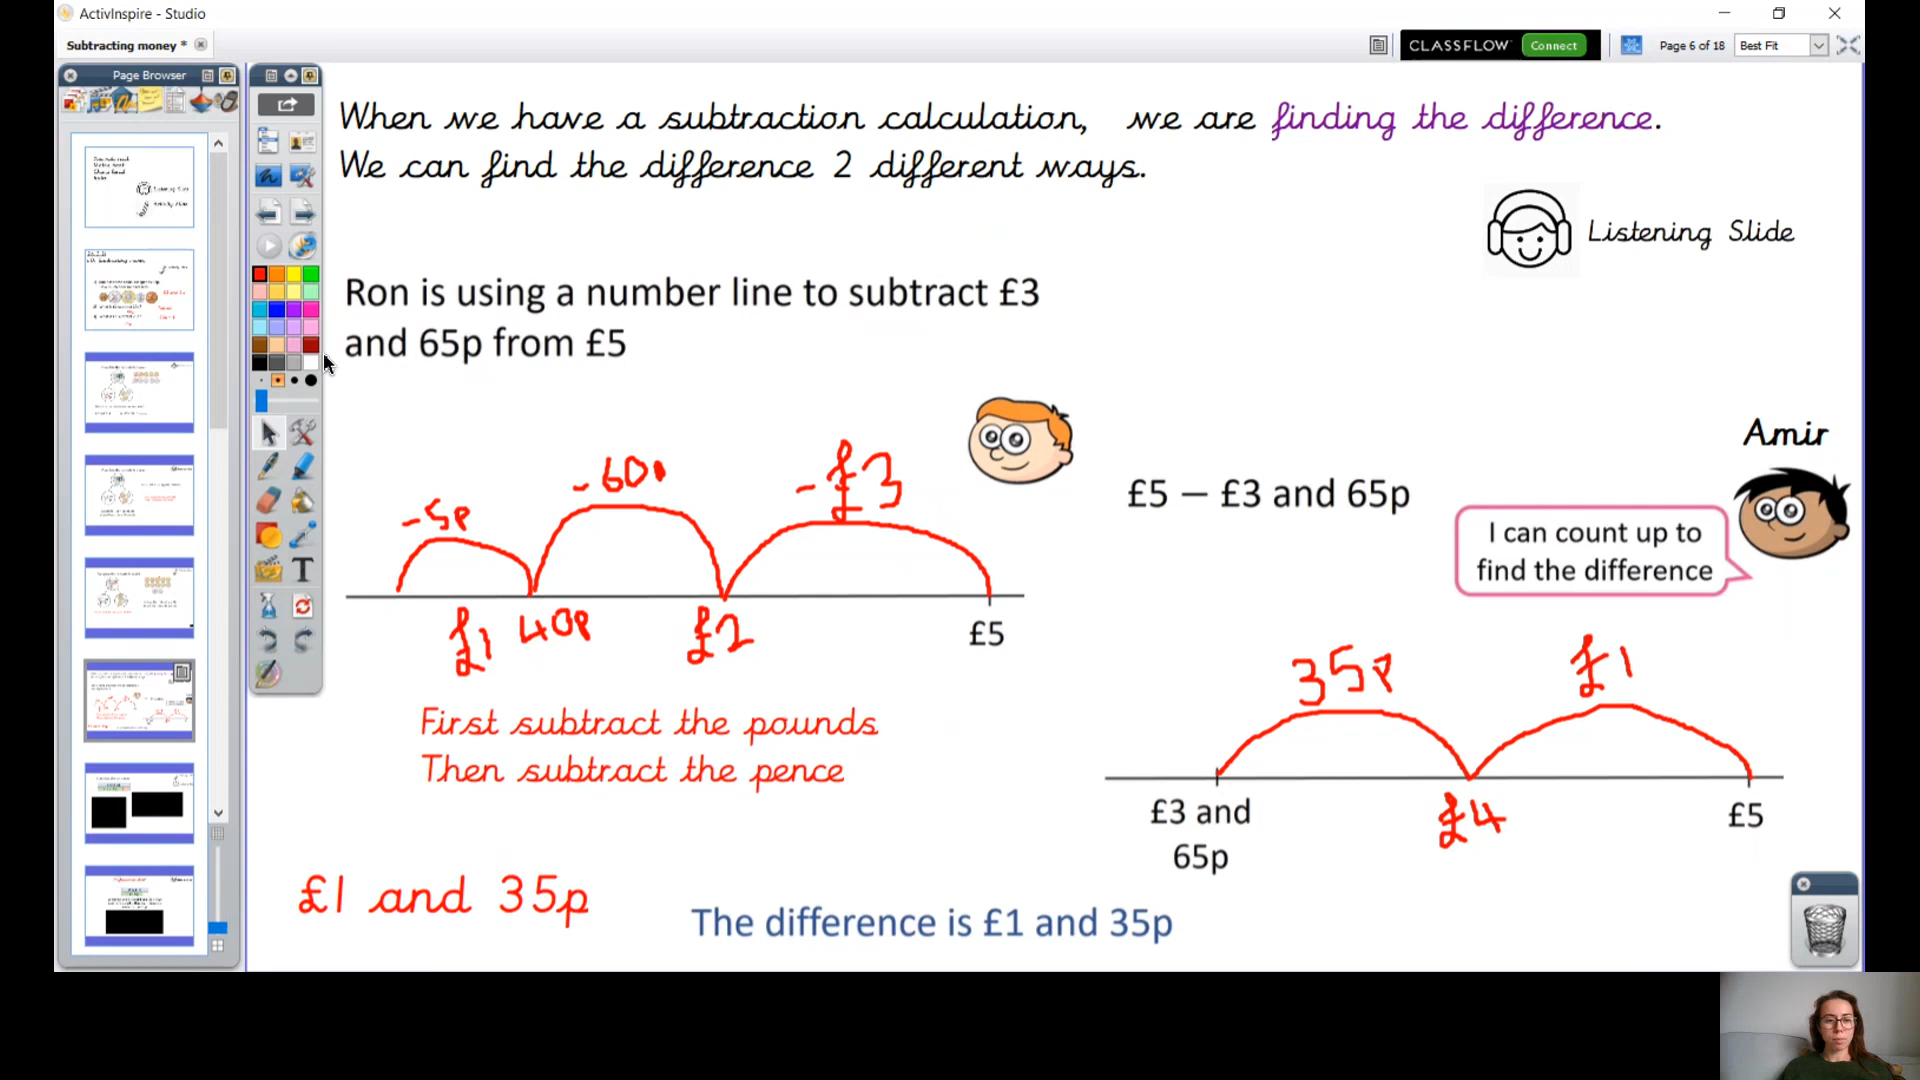 ActivInspire - Studio
Subtracting money *
CLASSFLOW Connect
Page 6 of 18
Best Fit
Page Browser
When we have a subtraction calculation, we are finding the difference.
We can find the difference 2 different ways.
Listening Slide
Ron is using a number line to subtract £3
and 65p from £5
Amir
-5p
-60p
-£3
£5 – £3 and 65p
I can count up to
find the difference
£1 40p
£2
£5
35p
£1
First subtract the pounds
Then subtract the pence
£3 and
65p
£4
£5
£1 and 35p
The difference is £1 and 35p